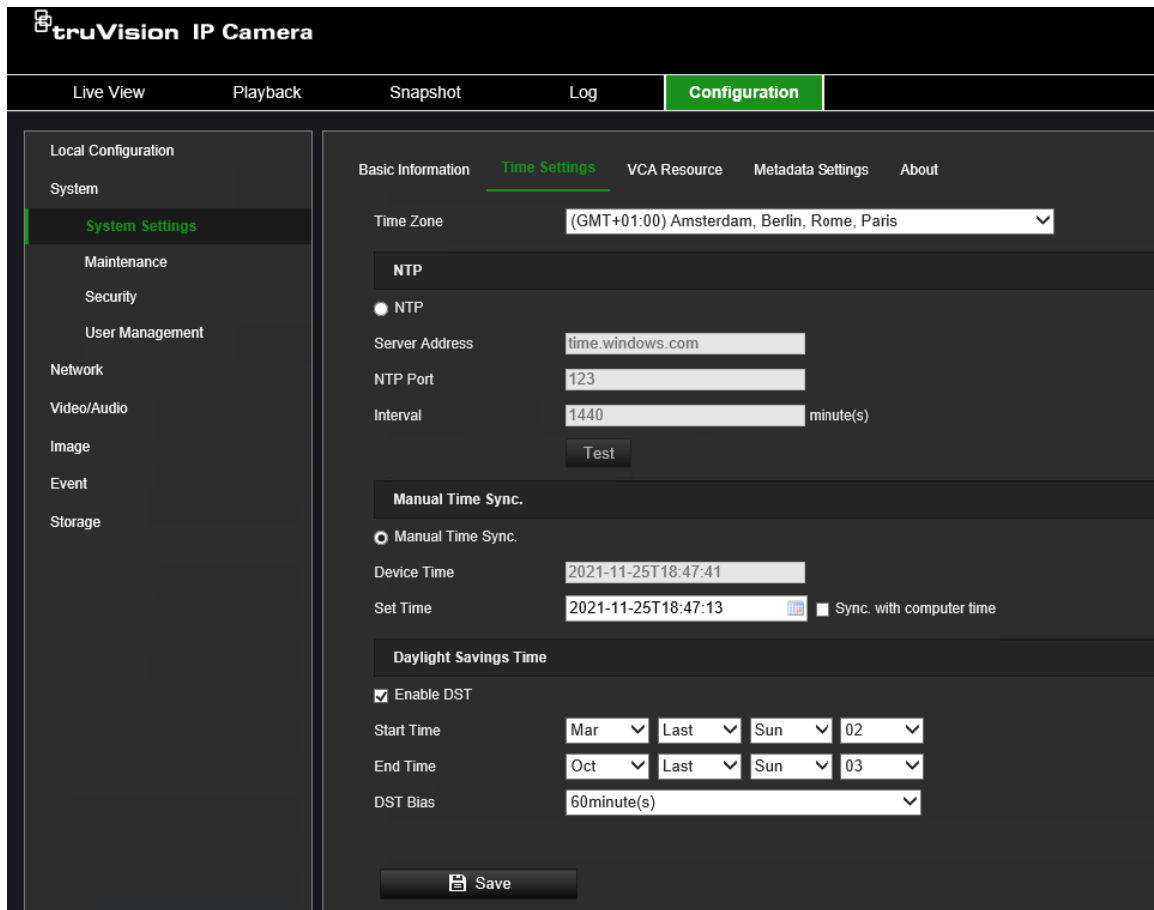 truVision IP Camera
Live View Playback Snapshot Log Configuration
Local Configuration
System
System Settings
Maintenance
Security
User Management
Network
Video/Audio
Image
Event
Storage
Basic Information Time Settings VCA Resource Metadata Settings About
Time Zone (GMT+01:00) Amsterdam, Berlin, Rome, Paris
NTP
NTP
Server Address time.windows.com
NTP Port 123
Interval 1440 minute(s)
Test
Manual Time Sync.
Manual Time Sync.
Device Time 2021-11-25T18:47:41
Set Time 2021-11-25T18:47:13 Sync. with computer time
Daylight Savings Time
Enable DST
Start Time Mar Last Sun 02
End Time Oct Last Sun 03
DST Bias 60minute(s)
Save